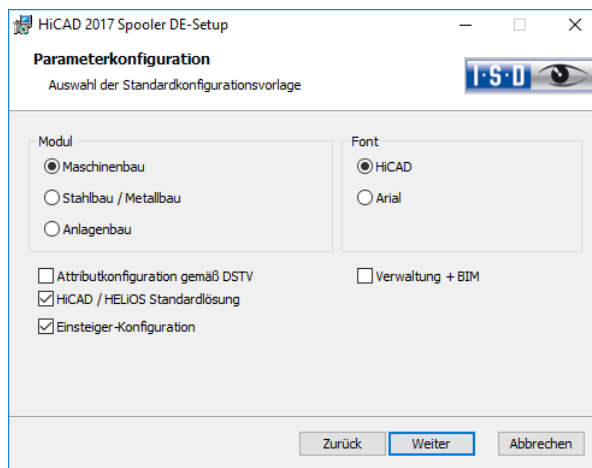 HiCAD 2017 Spooler DE-Setup
Parameterkonfiguration
Auswahl der Standardkonfigurationsvorlage
I·S·D
Modul
Maschinenbau
Stahlbau / Metallbau
Anlagenbau
Font
HiCAD
Arial
Attributkonfiguration gemäß DSTV
Verwaltung + BIM
HiCAD / HELiOS Standardlösung
Einsteiger-Konfiguration
Zurück
Weiter
Abbrechen